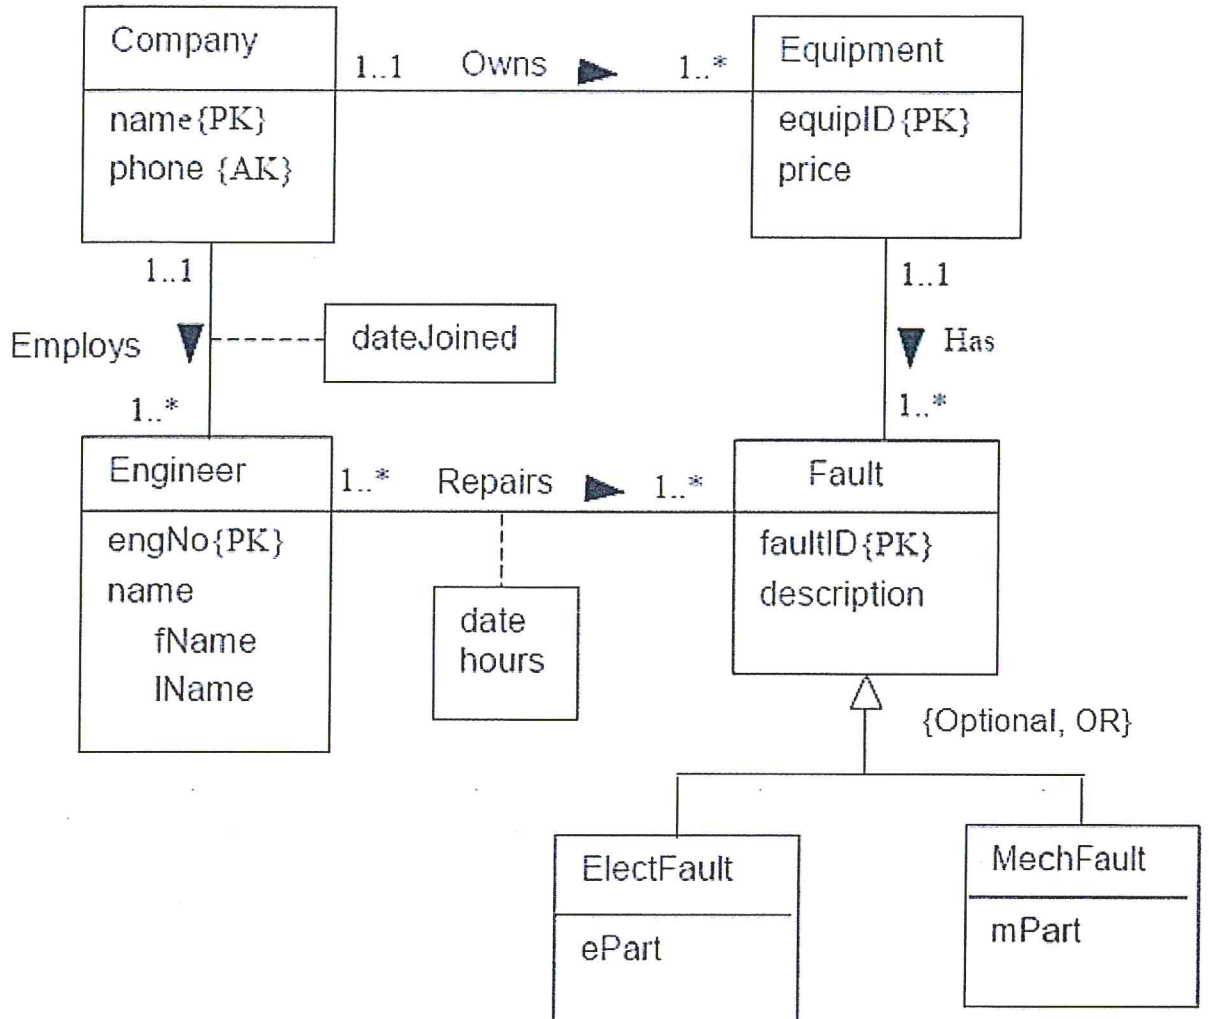 Company
name{PK}
phone {AK}
1..1 Owns 1..*
Equipment
equipID{PK}
price
1..1
Employs
dateJoined
1..*
1..1
Has
1..*
Engineer
engNo{PK}
name
fName
lName
1..* Repairs 1..*
date
hours
Fault
faultID{PK}
description
{Optional, OR}
ElectFault
ePart
MechFault
mPart